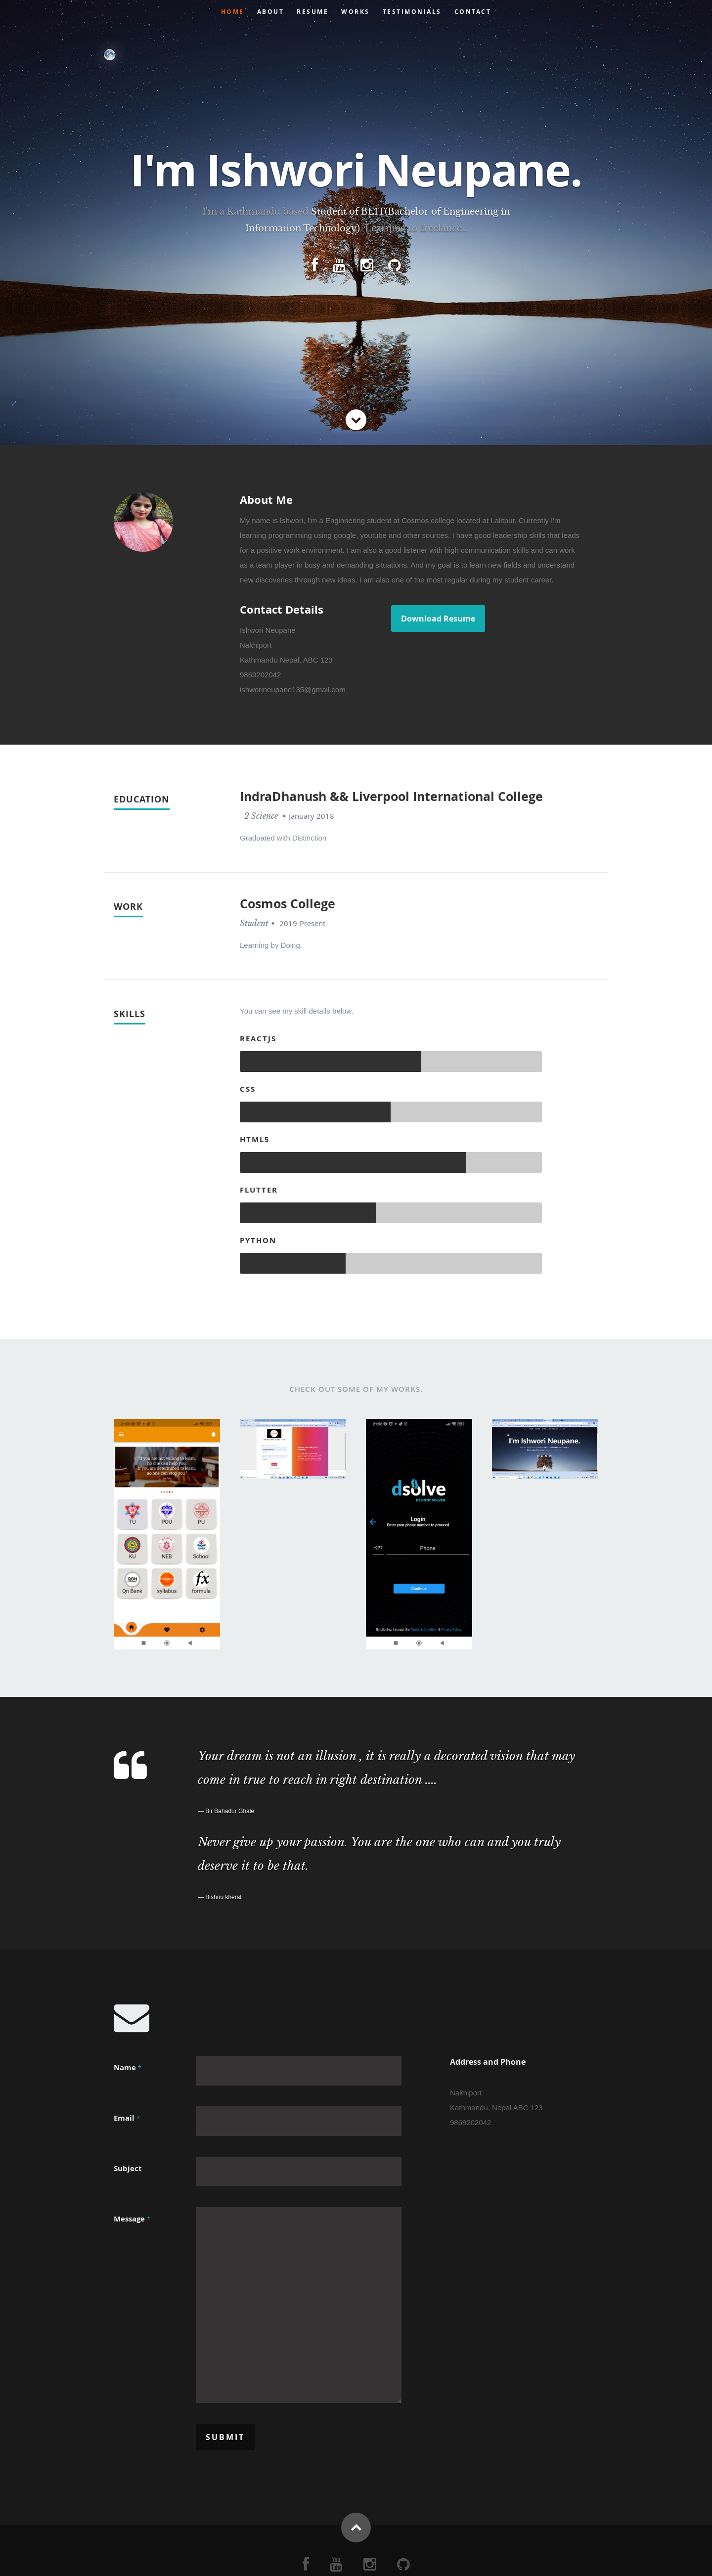 HOME ABOUT RESUME WORKS TESTIMONIALS CONTACT
I'm Ishwori Neupane.
I'm a Kathmandu based Student of BEIT(Bachelor of Engineering in
Information Technology). Learning to freelance.
About Me
My name is Ishwori, I'm a Enginnering student at Cosmos college located at Lalitpur. Currently I'm
learning programming using google, youtube and other sources. I have good leadership skills that leads
for a positive work environment. I am also a good listener with high communication skills and can work
as a team player in busy and demanding situations. And my goal is to learn new fields and understand
new discoveries through new ideas. I am also one of the most regular during my student career.
Contact Details
Download Resume
Ishwori Neupane
Nakhiport
Kathmandu Nepal, ABC 123
9869202042
ishworineupane135@gmail.com
EDUCATION
IndraDhanush && Liverpool International College
+2 Science • January 2018
Graduated with Distinction
WORK
Cosmos College
Student • 2019-Present
Learning by Doing.
SKILLS
You can see my skill details below.
REACTJS
CSS
HTML5
FLUTTER
PYTHON
CHECK OUT SOME OF MY WORKS.
TU POU PU
KU NEB School
Qn Bank syllabus formula
dsolve
Login
Enter your phone number to proceed
+977 Phone
Continue
I'm Ishwori Neupane.
Your dream is not an illusion , it is really a decorated vision that may
come in true to reach in right destination ....
— Bir Bahadur Ghale
Never give up your passion. You are the one who can and you truly
deserve it to be that.
— Bishnu kheral
Name *
Email *
Subject
Message *
SUBMIT
Address and Phone
Nakhiport
Kathmandu, Nepal ABC 123
9869202042